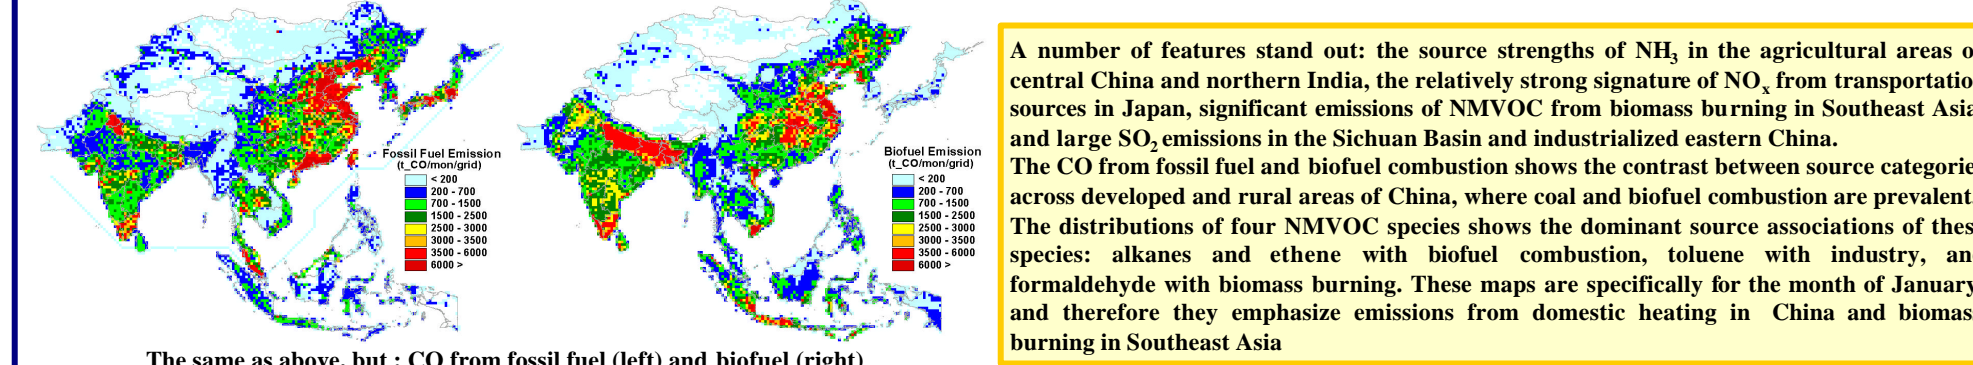 Fossil Fuel Emission
(t_CO/mon/grid)
< 200
200 - 700
700 - 1500
1500 - 2500
2500 - 3000
3000 - 3500
3500 - 6000
6000 >
Biofuel Emission
(t_CO/mon/grid)
< 200
200 - 700
700 - 1500
1500 - 2500
2500 - 3000
3000 - 3500
3500 - 6000
6000 >
The same as above, but : CO from fossil fuel (left) and biofuel (right)
A number of features stand out: the source strengths of NH3 in the agricultural areas o
central China and northern India, the relatively strong signature of NOx from transportatio
sources in Japan, significant emissions of NMVOC from biomass burning in Southeast Asia
and large SO2 emissions in the Sichuan Basin and industrialized eastern China.
The CO from fossil fuel and biofuel combustion shows the contrast between source categorie
across developed and rural areas of China, where coal and biofuel combustion are prevalent.
The distributions of four NMVOC species shows the dominant source associations of thes
species: alkanes and ethene with biofuel combustion, toluene with industry, an
formaldehyde with biomass burning. These maps are specifically for the month of January
and therefore they emphasize emissions from domestic heating in China and biomas
burning in Southeast Asia